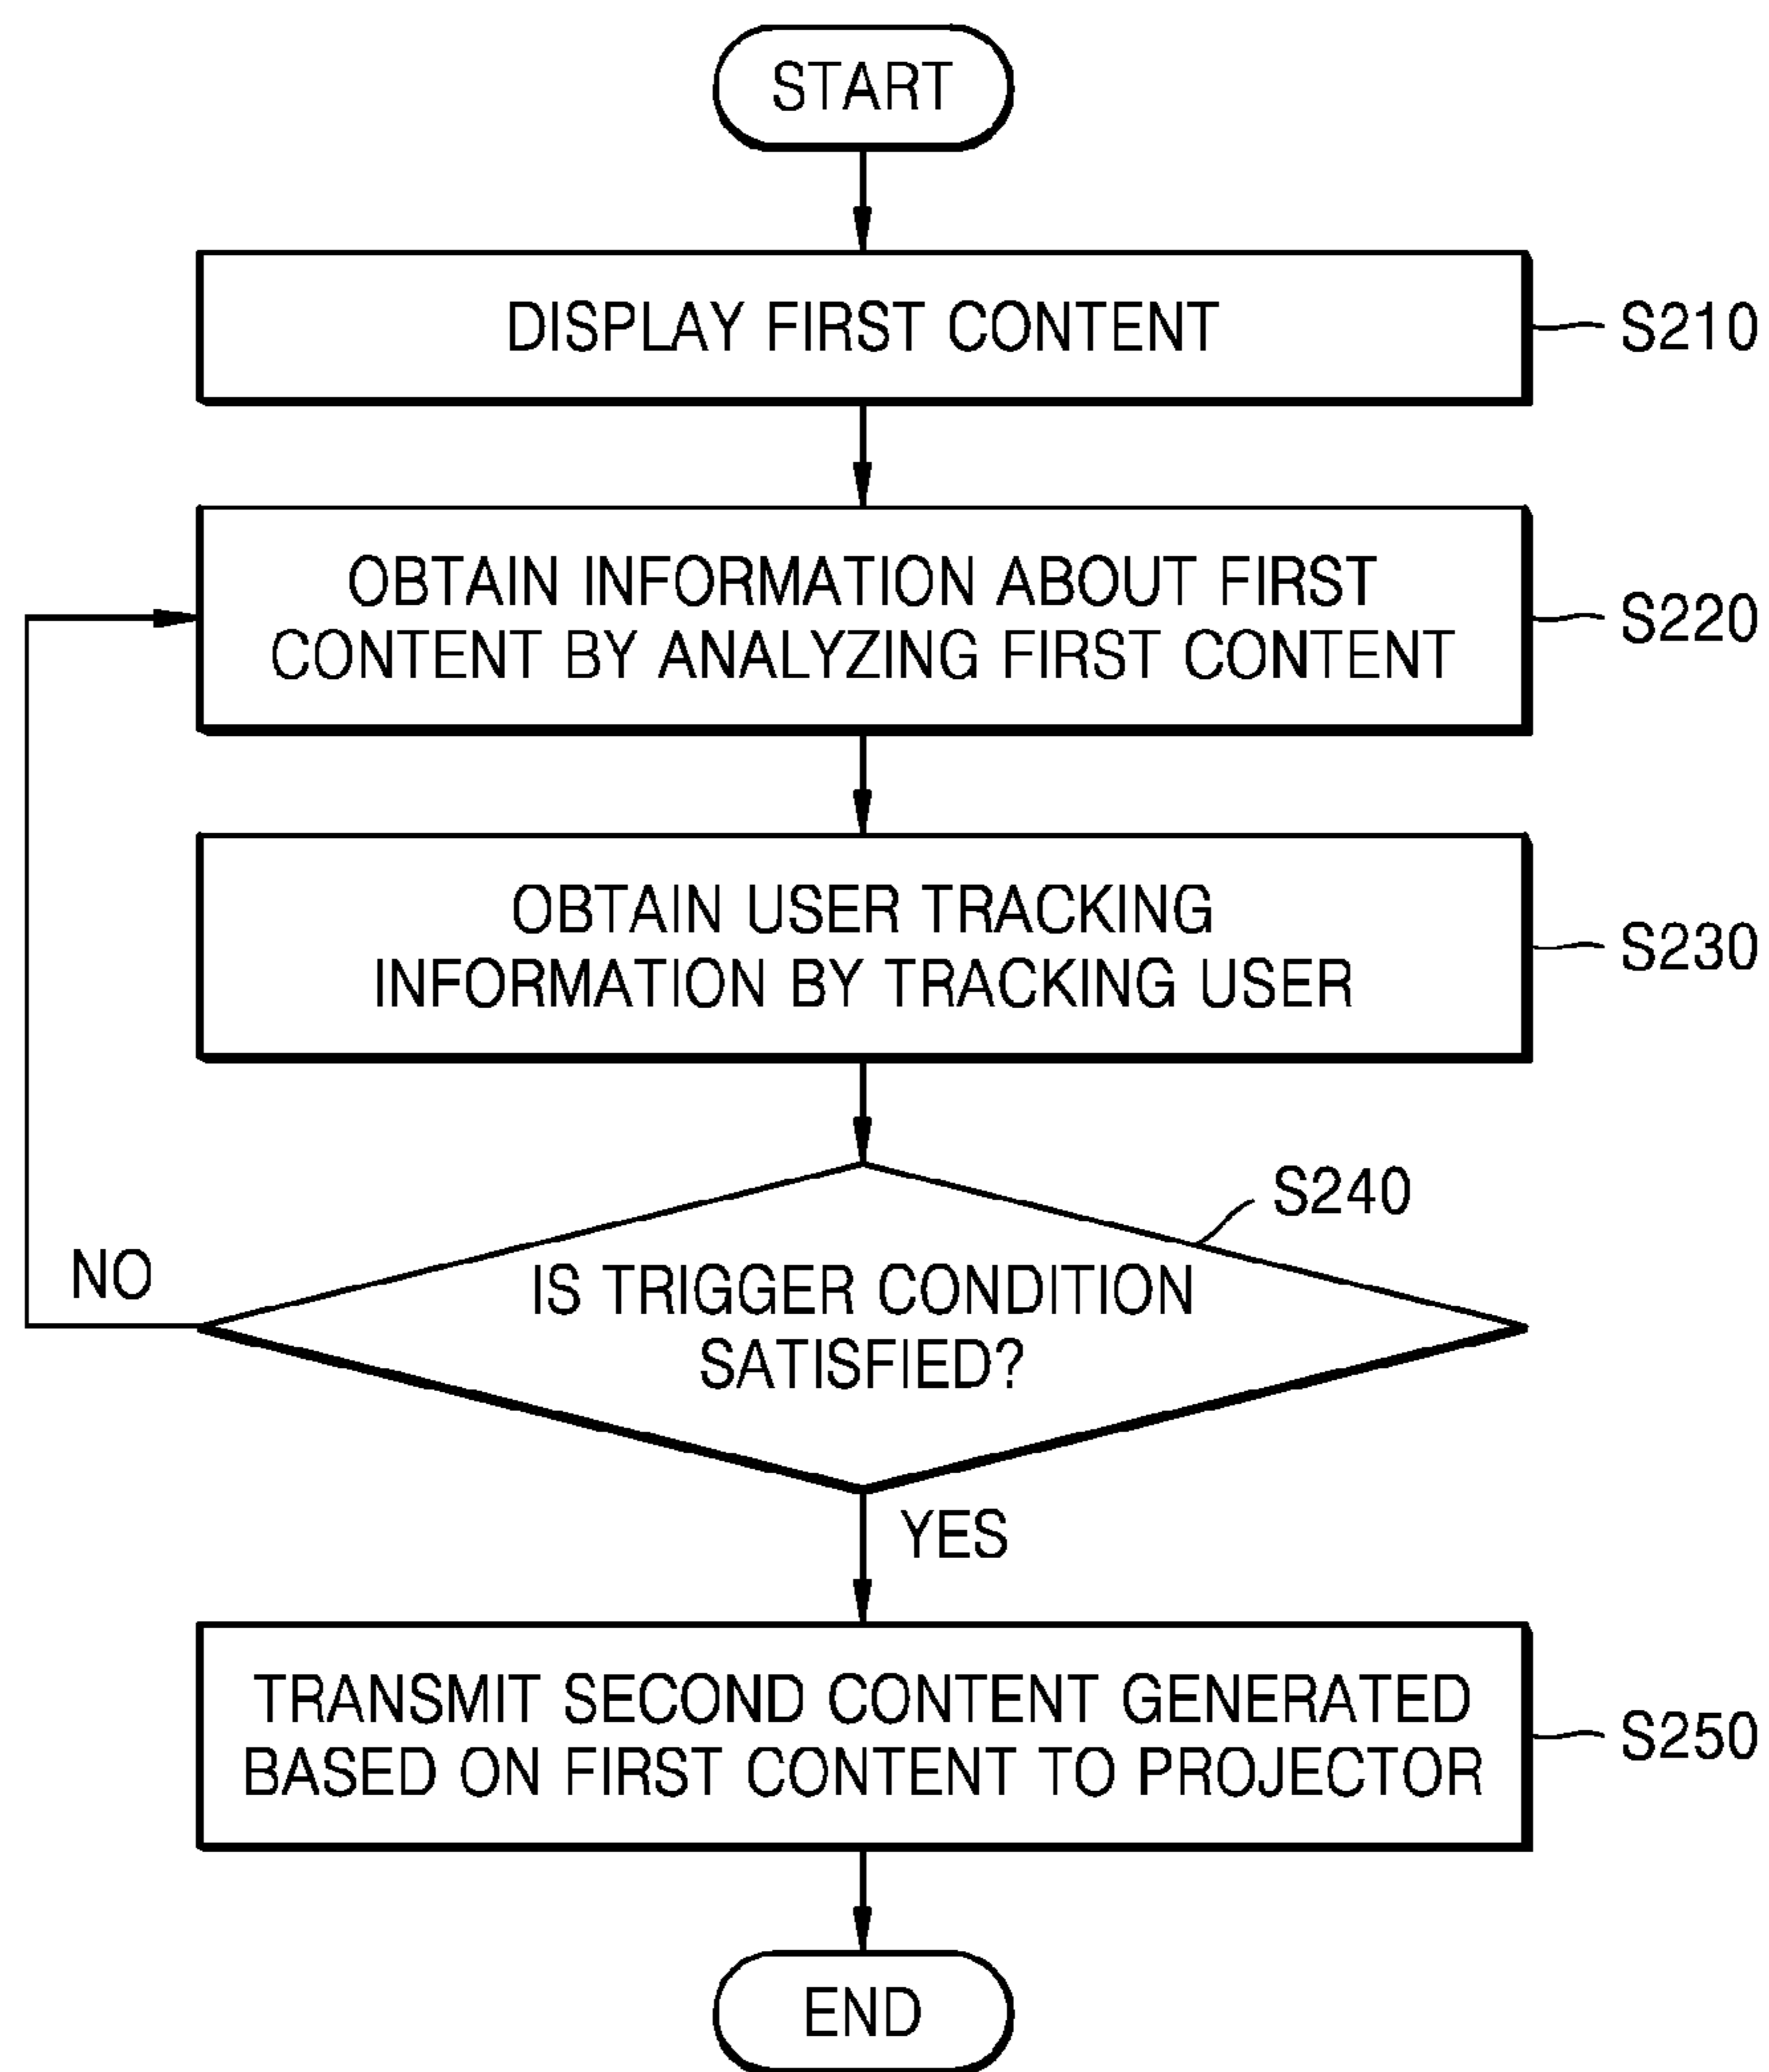 START
DISPLAY FIRST CONTENT
S210
OBTAIN INFORMATION ABOUT FIRST
CONTENT BY ANALYZING FIRST CONTENT
S220
OBTAIN USER TRACKING
INFORMATION BY TRACKING USER
S230
S240
IS TRIGGER CONDITION
SATISFIED?
NO
YES
TRANSMIT SECOND CONTENT GENERATED
BASED ON FIRST CONTENT TO PROJECTOR
S250
END